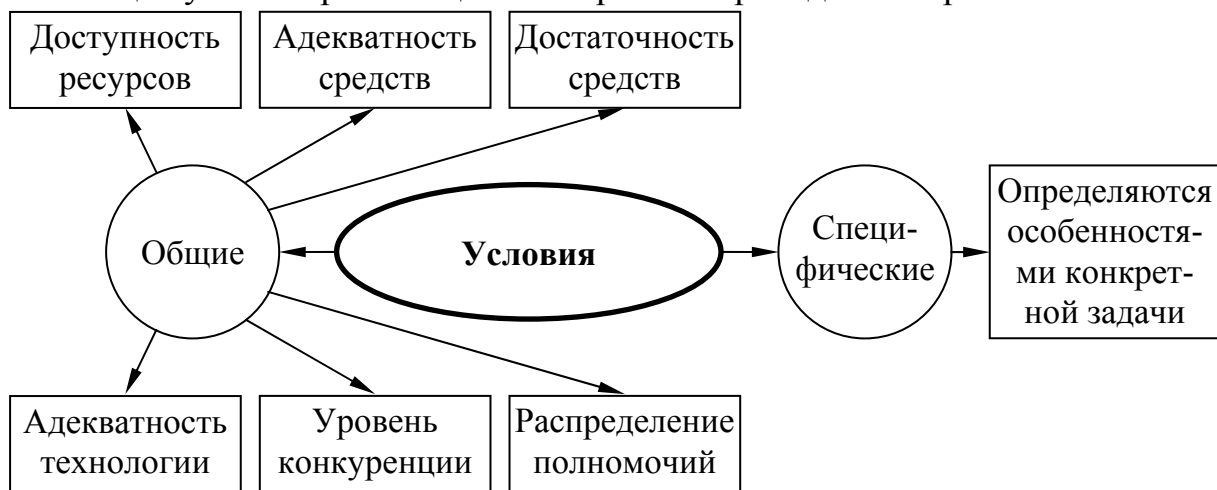 Доступность
ресурсов
Адекватность
средств
Достаточность
средств
Общие
Условия
Специ-
фические
Определяются
особенностя-
ми конкрет-
ной задачи
Адекватность
технологии
Уровень
конкуренции
Распределение
полномочий